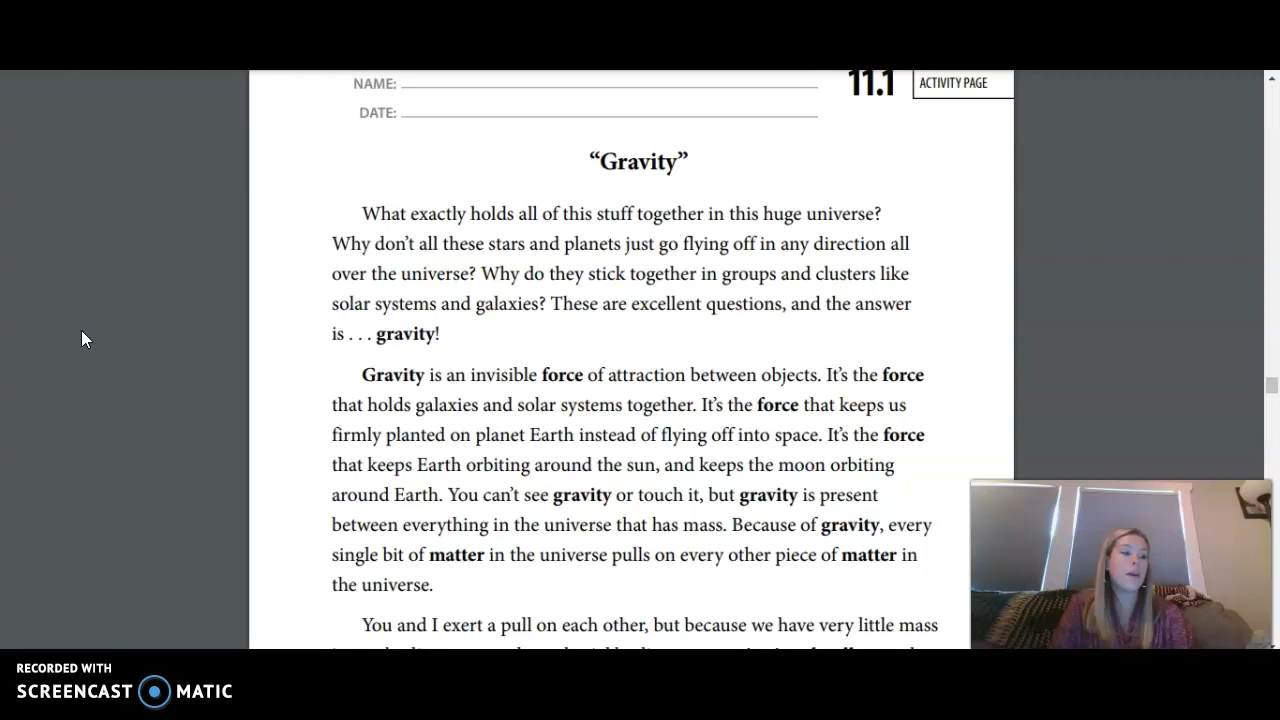 NAME:
11.1
ACTIVITY PAGE
DATE:
“Gravity”
What exactly holds all of this stuff together in this huge universe?
Why don’t all these stars and planets just go flying off in any direction all
over the universe? Why do they stick together in groups and clusters like
solar systems and galaxies? These are excellent questions, and the answer
is . . . gravity!
Gravity is an invisible force of attraction between objects. It’s the force
that holds galaxies and solar systems together. It’s the force that keeps us
firmly planted on planet Earth instead of flying off into space. It’s the force
that keeps Earth orbiting around the sun, and keeps the moon orbiting
around Earth. You can’t see gravity or touch it, but gravity is present
between everything in the universe that has mass. Because of gravity, every
single bit of matter in the universe pulls on every other piece of matter in
the universe.
You and I exert a pull on each other, but because we have very little mass
RECORDED WITH
SCREENCAST MATIC